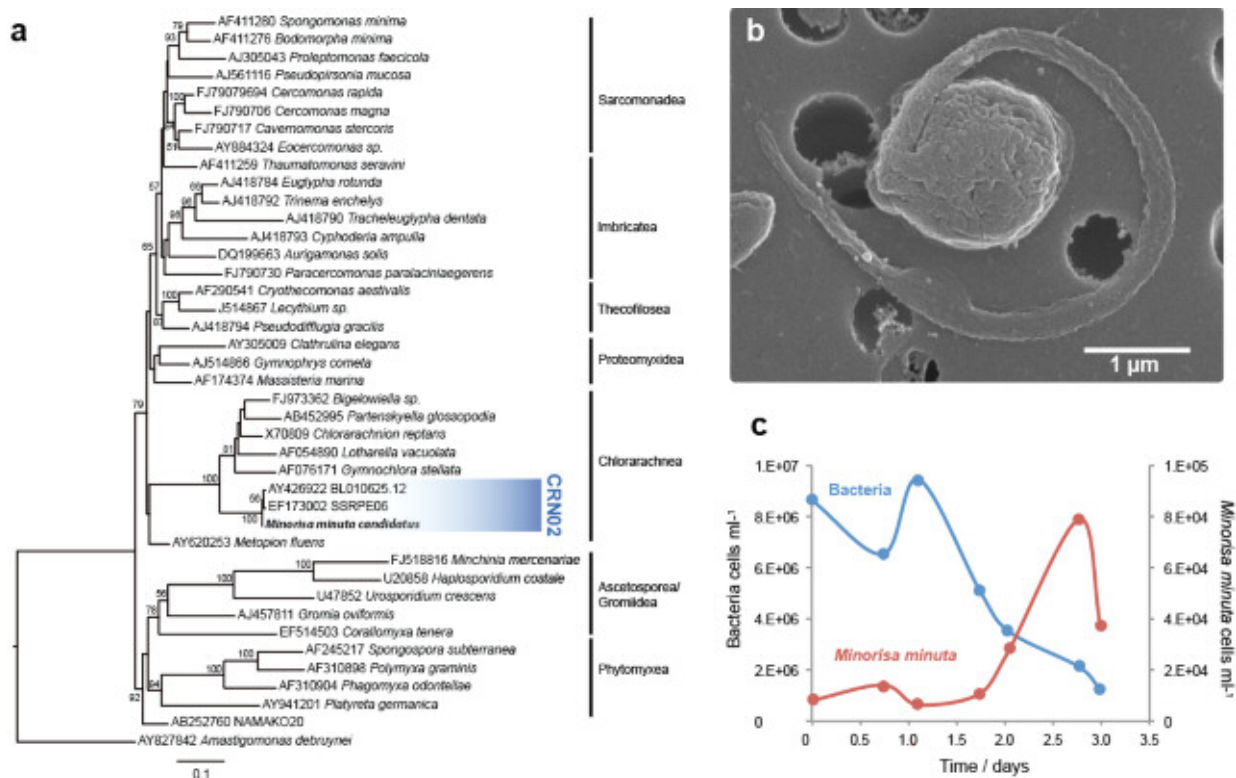 a
79
93
AF411280 Spongomonas minima
AF411276 Bodomorpha minima
AJ305043 Proleptomonas faecicola
AJ561116 Pseudopirsonia mucosa
100
FJ79079694 Cercomonas rapida
FJ790706 Cercomonas magna
FJ790717 Cavernomonas stercoris
51
AY884324 Eocercomonas sp.
Sarcomonadea
57
AF411259 Thaumatomonas seravini
66
AJ418784 Euglypha rotunda
96
AJ418792 Trinema enchelys
98
AJ418790 Tracheleuglypha dentata
65
AJ418793 Cyphoderia ampulla
DQ199663 Aurigamonas solis
FJ790730 Paracercomonas paralaciniaegerens
Imbricatea
100
AF290541 Cryothecomonas aestivalis
J514867 Lecythium sp.
AJ418794 Pseudodifflugia gracilis
Thecofilosea
AY305009 Clathrulina elegans
AJ514866 Gymnophrys cometa
AF174374 Massisteria marina
Proteomyxidea
79
FJ973362 Bigelowiella sp.
AB452995 Partenskyella glossopodia
X70809 Chlorarachnion reptans
81
AF054890 Lotharella vacuolata
100
AF076171 Gymnochlora stellata
AY426922 BL010625.12
66
EF173002 SSRPE06
100
Minorisa minuta candidatus
CRN02
Chlorarachnea
AY620253 Metopion fluens
100
FJ518816 Minchinia mercenariae
100
U20858 Haplosporidium costale
56
U47852 Urosporidium crescens
78
AJ457811 Gromia oviformis
EF514503 Corallomyxa tenera
Ascetosporea/
Gromiidea
100
AF245217 Spongospora subterranea
100
AF310898 Polymyxa graminis
94
AF310904 Phagomyxa odontellae
92
AY941201 Platyreta germanica
Phytomyxea
AB252760 NAMAKO20
AY827842 Amastigomonas debruynei
0.1
b
1 µm
c
Bacteria cells ml-1
1.E+07
8.E+06
6.E+06
4.E+06
2.E+06
0
Bacteria
Minorisa minuta
1.E+05
8.E+04
6.E+04
4.E+04
2.E+04
0
Minorisa minuta cells ml-1
0 0.5 1.0 1.5 2.0 2.5 3.0 3.5
Time / days